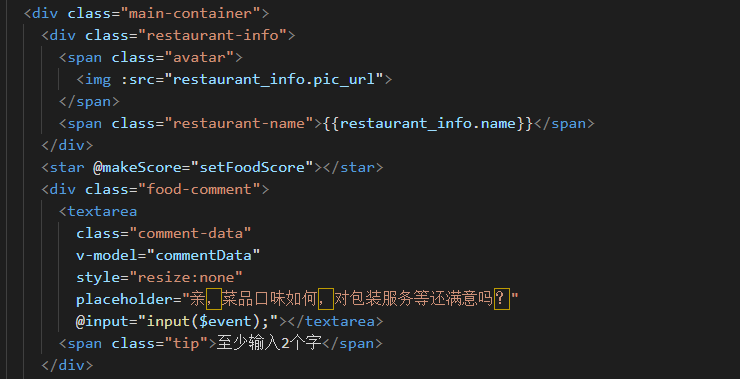 <div class="main-container">
<div class="restaurant-info">
<span class="avatar">
<img :src="restaurant_info.pic_url">
</span>
<span class="restaurant-name">{{restaurant_info.name}}</span>
</div>
<star @makeScore="setFoodScore"></star>
<div class="food-comment">
<textarea
class="comment-data"
v-model="commentData"
style="resize:none"
placeholder="亲，菜品口味如何，对包装服务等还满意吗？"
@input="input($event);"></textarea>
<span class="tip">至少输入2个字</span>
</div>